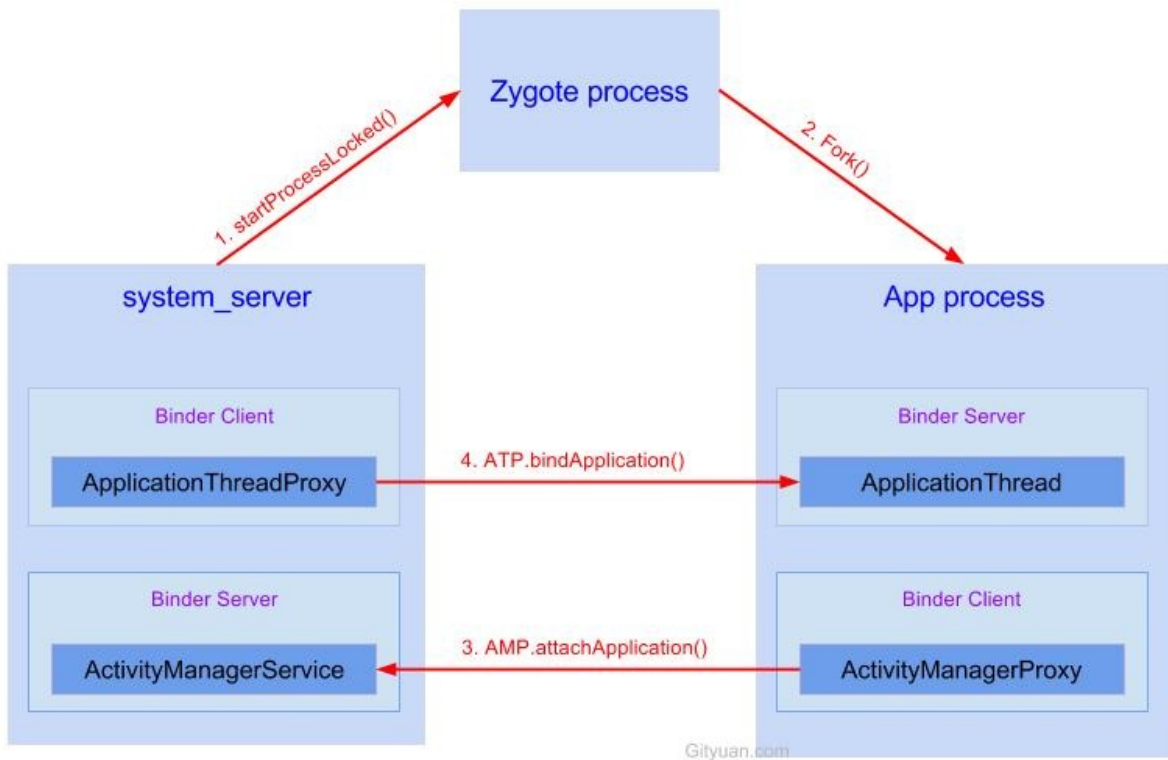 Zygote process
1. startProcessLocked()
2. Fork()
system_server
App process
Binder Client
ApplicationThreadProxy
4. ATP.bindApplication()
Binder Server
ApplicationThread
Binder Server
ActivityManagerService
3. AMP.attachApplication()
Binder Client
ActivityManagerProxy
Gityuan.com